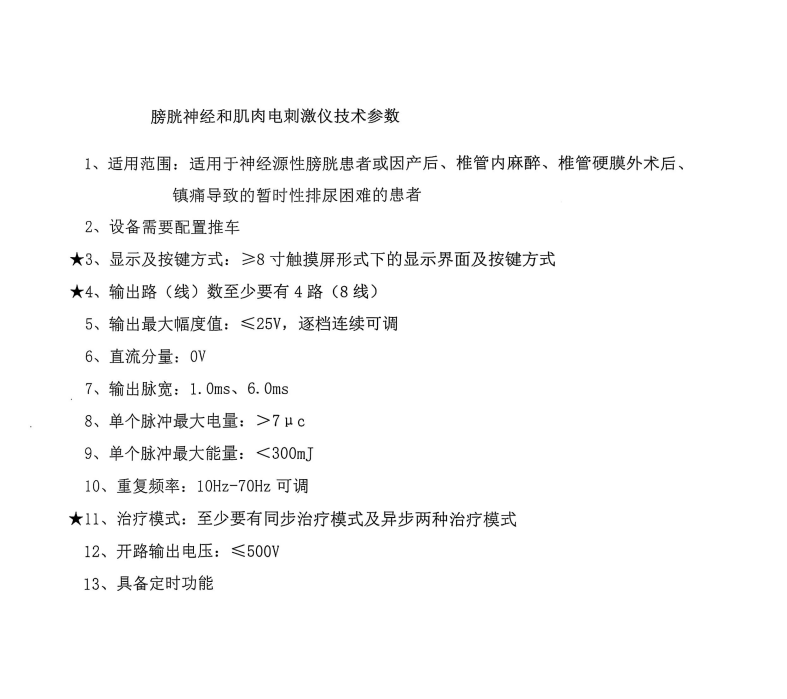 膀胱神经和肌肉电刺激仪技术参数
1、适用范围：适用于神经源性膀胱患者或因产后、椎管内麻醉、椎管硬膜外术后、
镇痛导致的暂时性排尿困难的患者
2、设备需要配置推车
★3、显示及按键方式：≥8寸触摸屏形式下的显示界面及按键方式
★4、输出路（线）数至少要有4路（8线）
5、输出最大幅度值：≤25V，逐档连续可调
6、直流分量：0V
7、输出脉宽：1.0ms、6.0ms
8、单个脉冲最大电量：＞7μc
9、单个脉冲最大能量：＜300mJ
10、重复频率：10Hz-70Hz可调
★11、治疗模式：至少要有同步治疗模式及异步两种治疗模式
12、开路输出电压：≤500V
13、具备定时功能